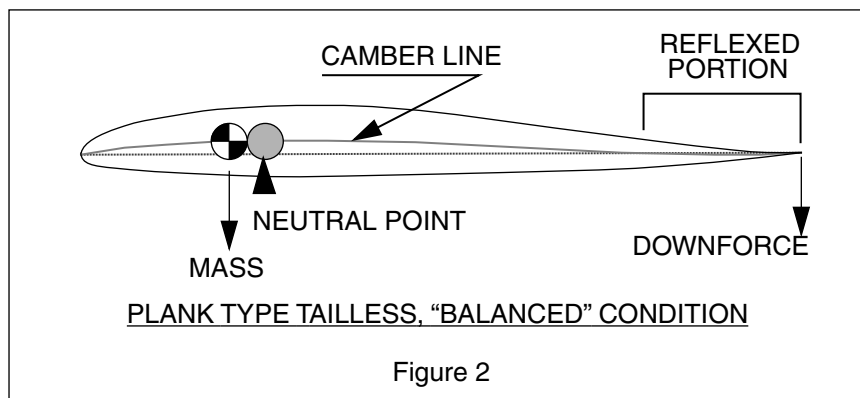 CAMBER LINE
REFLEXED
PORTION
NEUTRAL POINT
MASS
DOWNFORCE
PLANK TYPE TAILLESS, “BALANCED” CONDITION
Figure 2